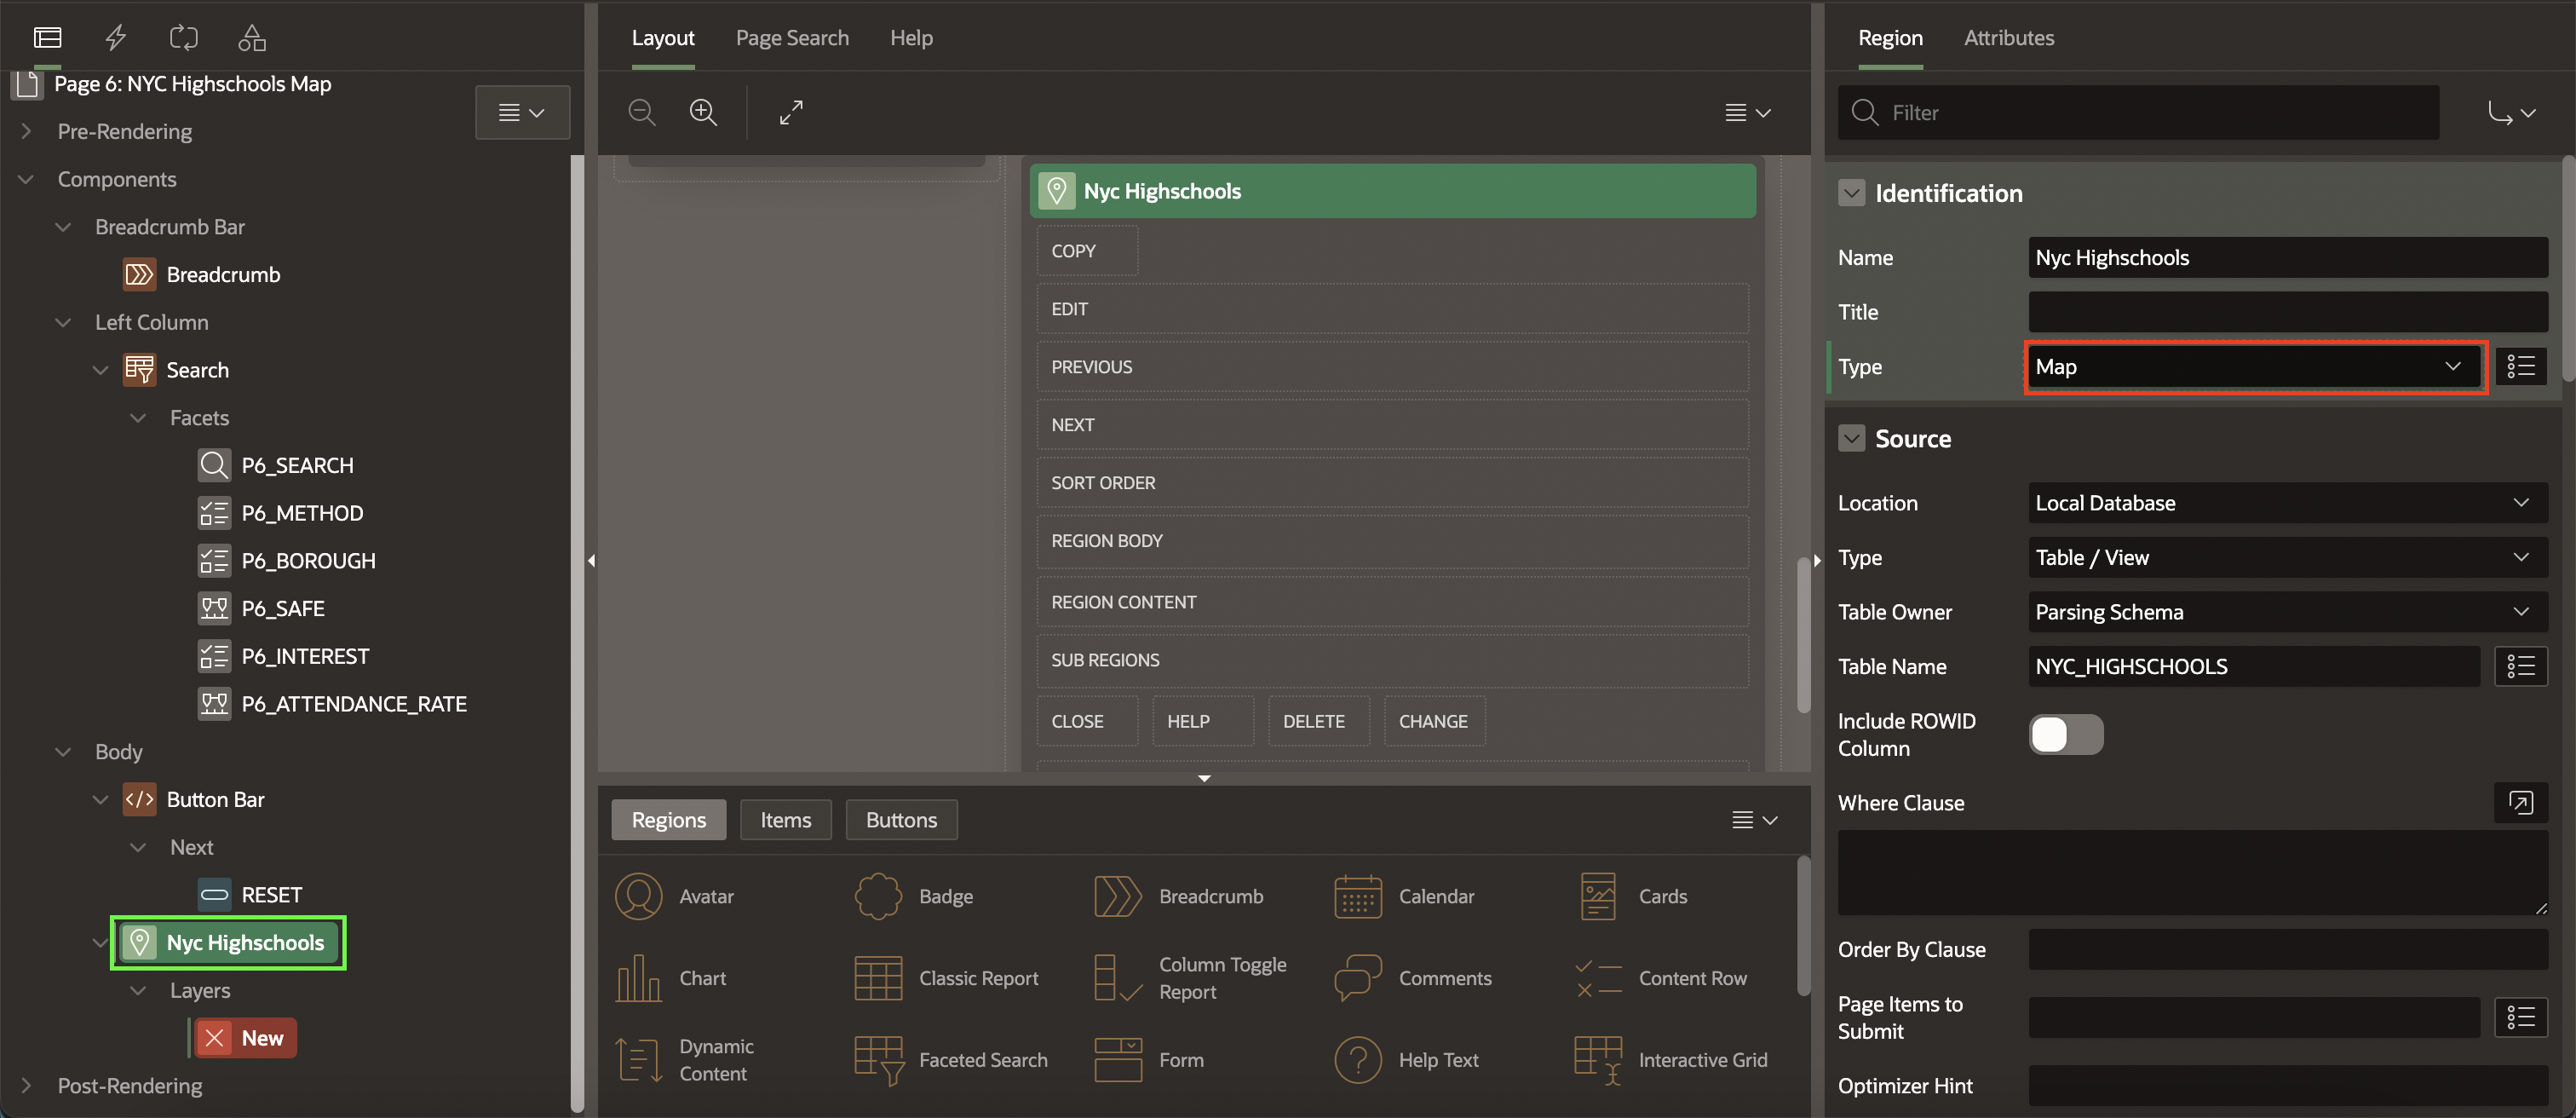 Page 6: NYC Highschools Map
Pre-Rendering
Components
Breadcrumb Bar
Breadcrumb
Left Column
Search
Facets
P6_SEARCH
P6_METHOD
P6_BOROUGH
P6_SAFE
P6_INTEREST
P6_ATTENDANCE_RATE
Body
Button Bar
Next
RESET
Nyc Highschools
Layers
New
Post-Rendering
Layout Page Search Help
Nyc Highschools
COPY
EDIT
PREVIOUS
NEXT
SORT ORDER
REGION BODY
REGION CONTENT
SUB REGIONS
CLOSE HELP DELETE CHANGE
Regions Items Buttons
Avatar Badge Breadcrumb Calendar Cards
Chart Classic Report Column Toggle
Report Comments Content Row
Dynamic
Content Faceted Search Form Help Text Interactive Grid
Region Attributes
Filter
Identification
Name Nyc Highschools
Title
Type Map
Source
Location Local Database
Type Table / View
Table Owner Parsing Schema
Table Name NYC_HIGHSCHOOLS
Include ROWID
Column
Where Clause
Order By Clause
Page Items to
Submit
Optimizer Hint